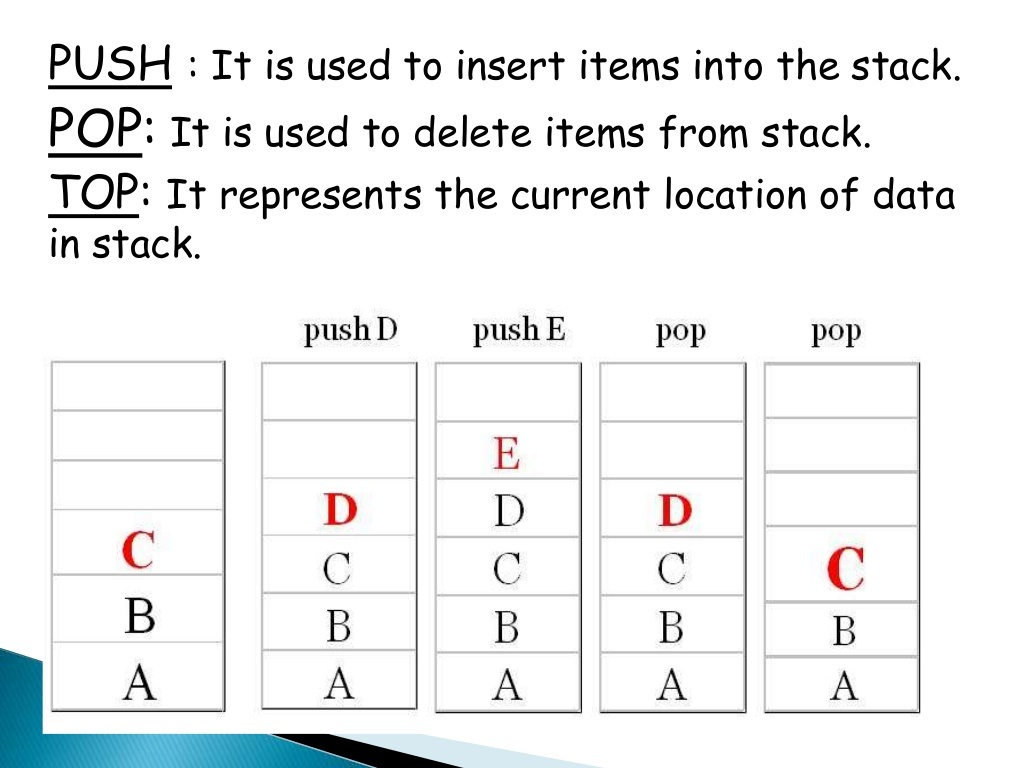 PUSH : It is used to insert items into the stack.
POP: It is used to delete items from stack.
TOP: It represents the current location of data
in stack.
push D push E pop pop
E
D D D
C C C C C
B B B B B
A A A A A